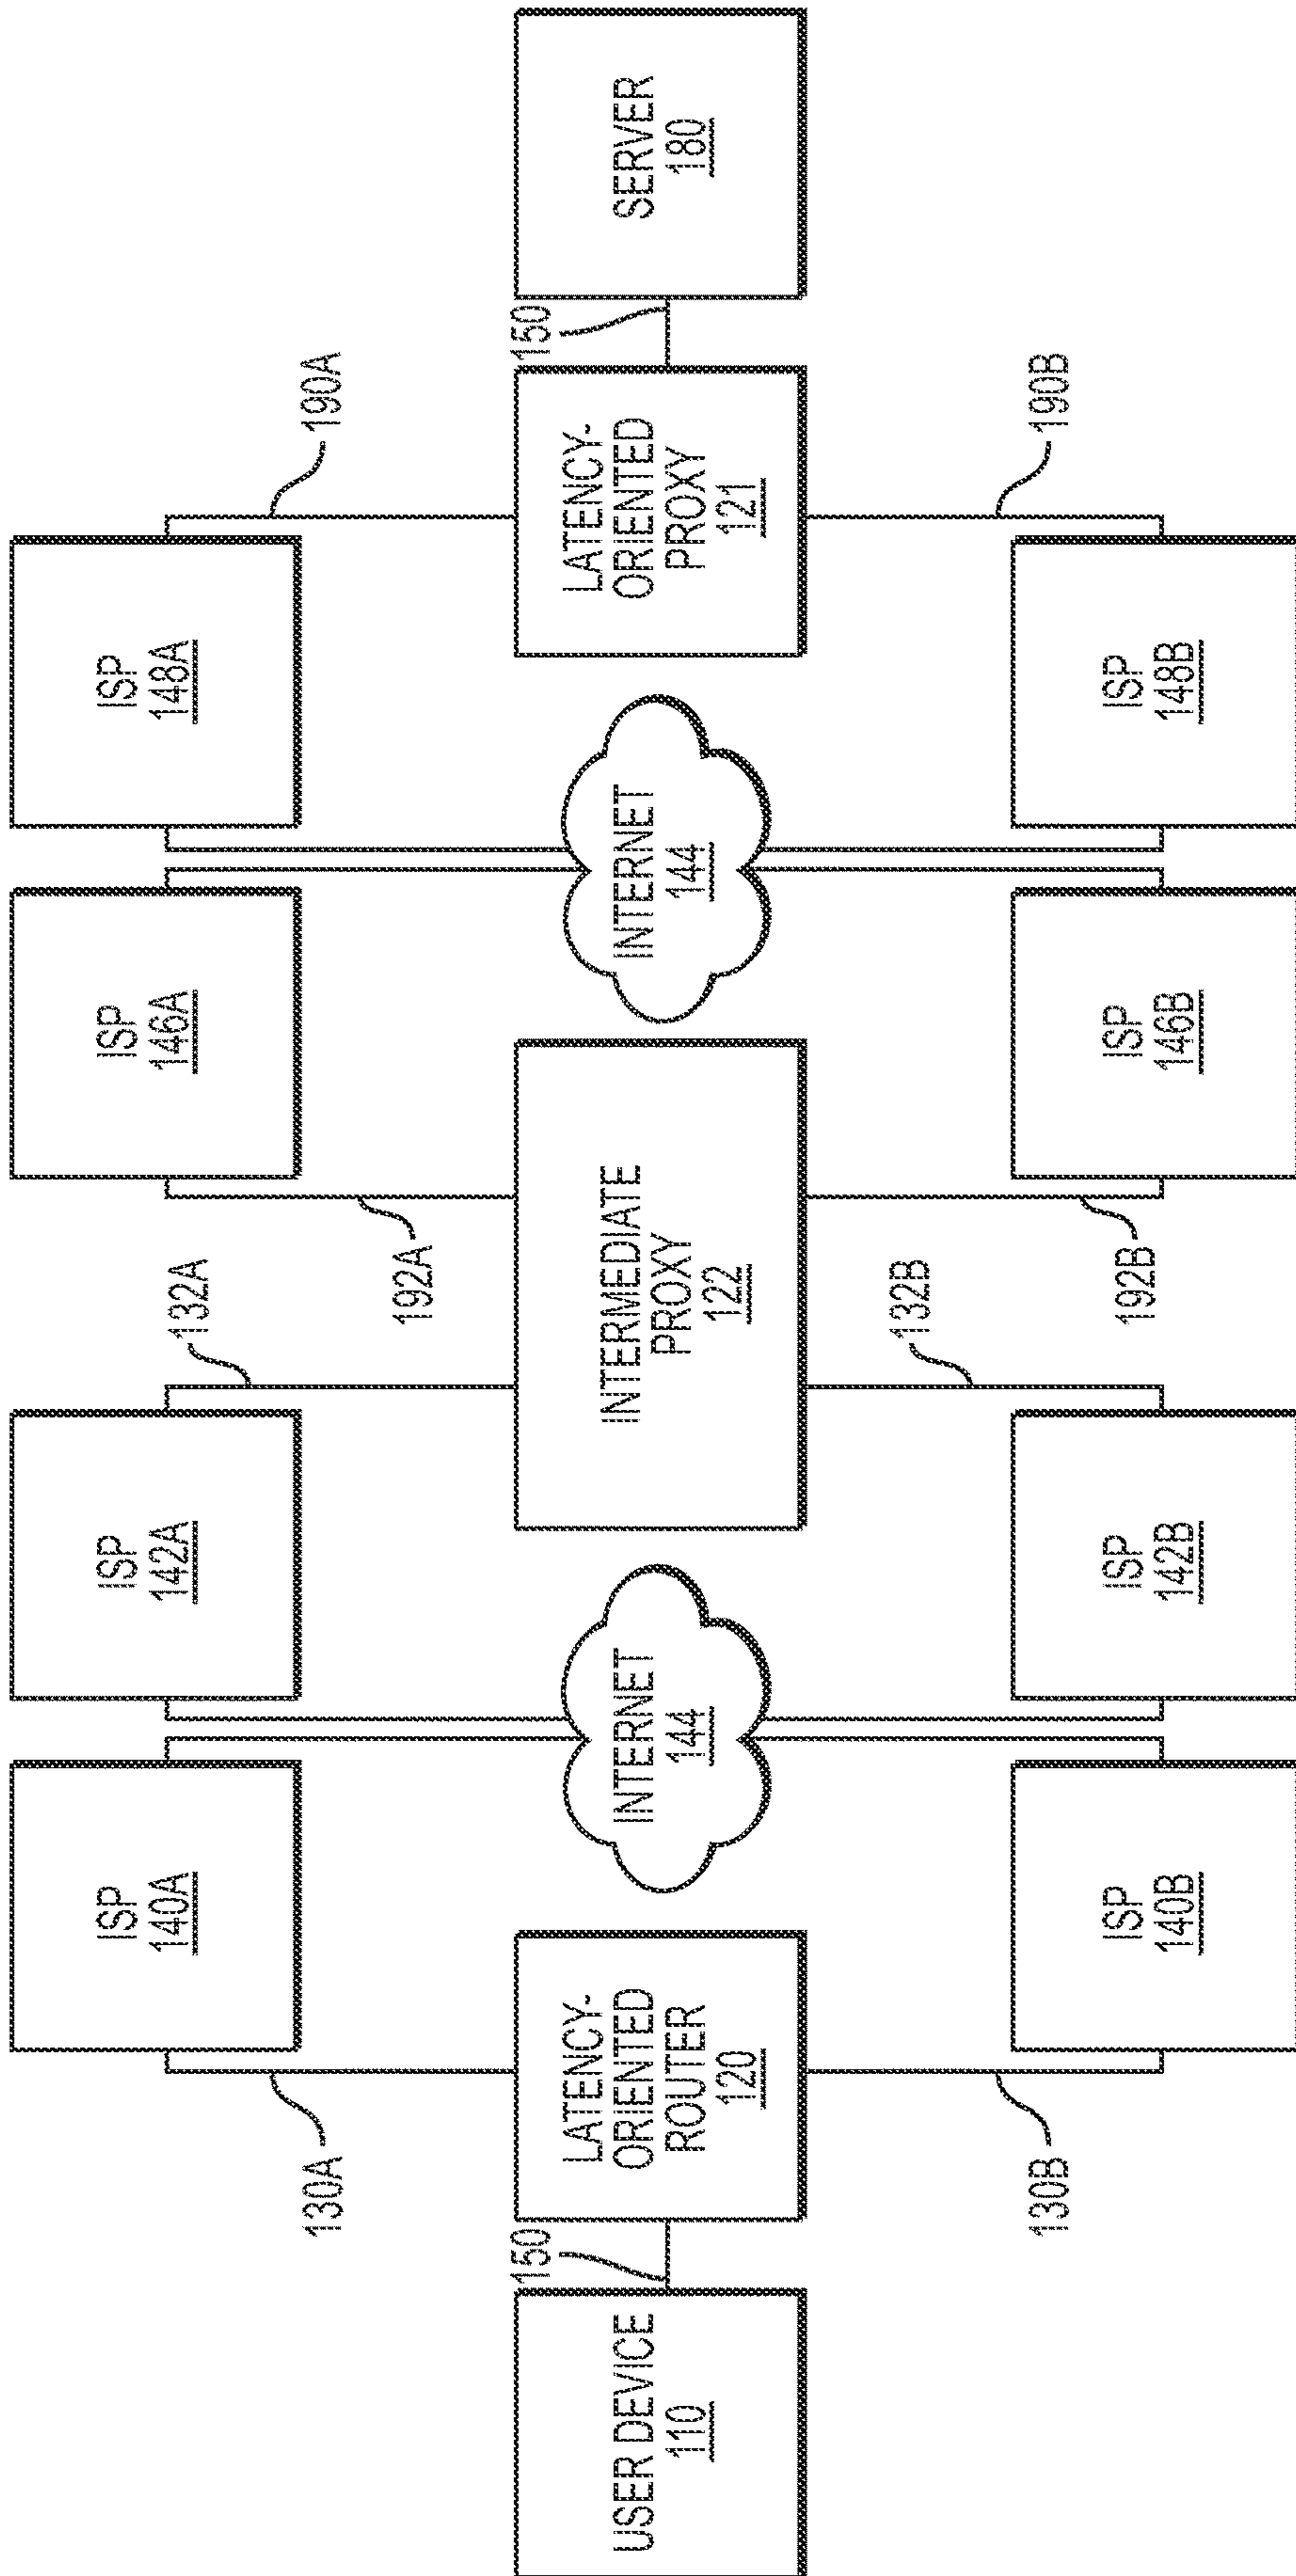 ISP
140A
ISP
142A
ISP
146A
ISP
148A
130A
132A
192A
190A
USER DEVICE
110
150
LATENCY-
ORIENTED
ROUTER
120
INTERNET
144
INTERMEDIATE
PROXY
122
INTERNET
144
LATENCY-
ORIENTED
PROXY
121
150
SERVER
180
130B
132B
192B
190B
ISP
140B
ISP
142B
ISP
146B
ISP
148B